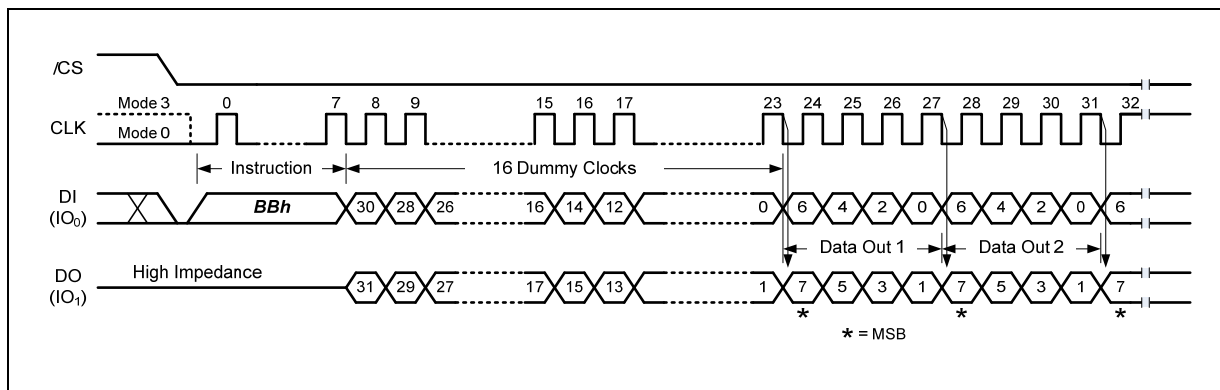 /CS
Mode 3 0 7 8 9 15 16 17 23 24 25 26 27 28 29 30 31 32
CLK
Mode 0
Instruction 16 Dummy Clocks
DI
(IO0)
BBh 30 28 26 16 14 12 0 6 4 2 0 6 4 2 0 6
Data Out 1 Data Out 2
High Impedance
DO
(IO1)
31 29 27 17 15 13 1 7 5 3 1 7 5 3 1 7
* * *
* = MSB